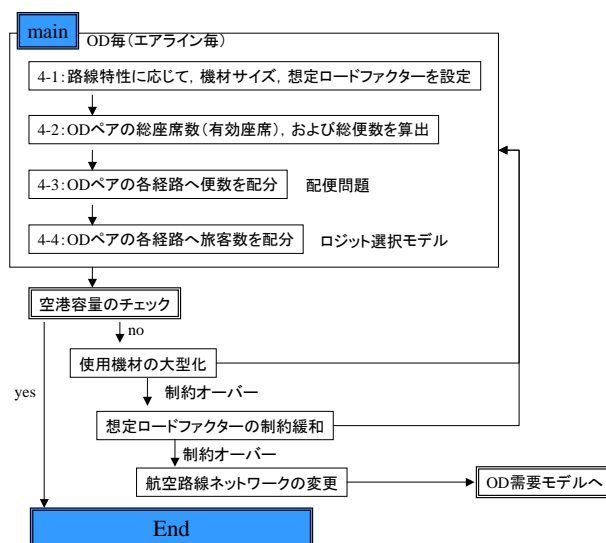 main
OD毎(エアライン毎)
4-1:路線特性に応じて,機材サイズ,想定ロードファクターを設定
4-2:ODペアの総座席数(有効座席),および総便数を算出
4-3:ODペアの各経路へ便数を配分 配便問題
4-4:ODペアの各経路へ旅客数を配分 ロジット選択モデル
空港容量のチェック
no
使用機材の大型化
yes
制約オーバー
想定ロードファクターの制約緩和
制約オーバー
航空路線ネットワークの変更
OD需要モデルへ
End